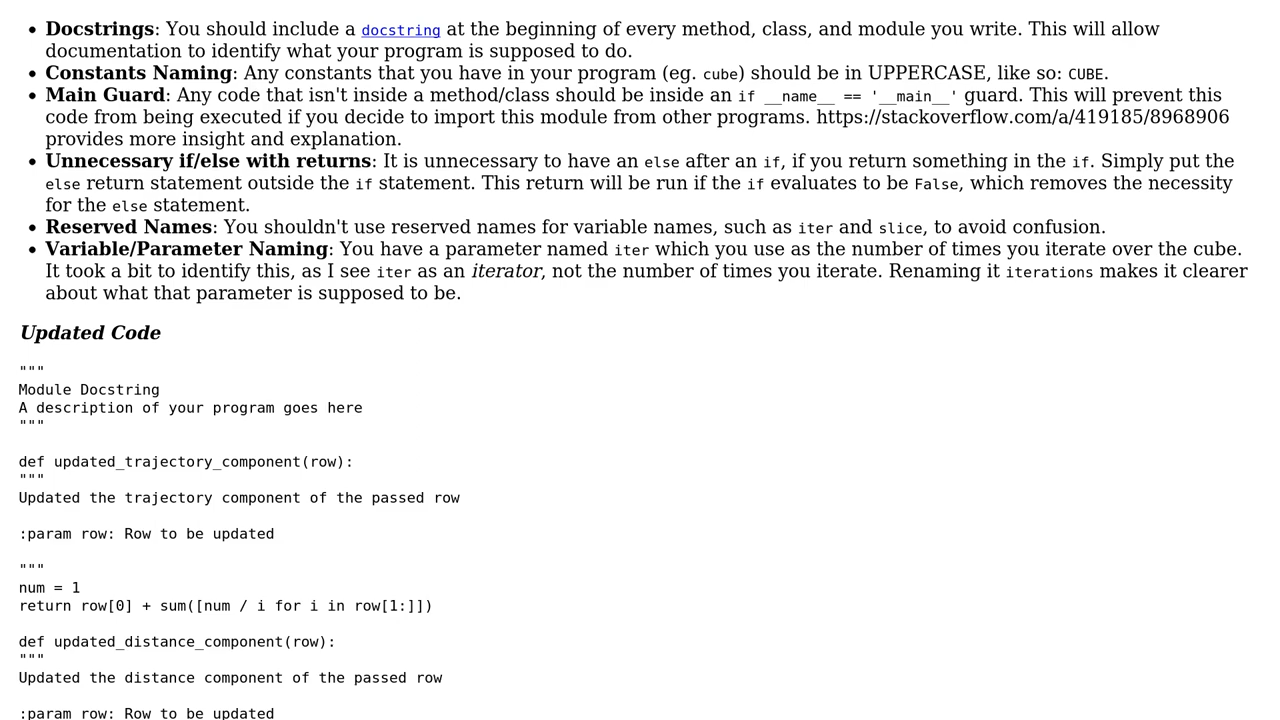 • Docstrings: You should include a docstring at the beginning of every method, class, and module you write. This will allow
documentation to identify what your program is supposed to do.
• Constants Naming: Any constants that you have in your program (eg. cube) should be in UPPERCASE, like so: CUBE.
• Main Guard: Any code that isn't inside a method/class should be inside an if __name__ == '__main__' guard. This will prevent this
code from being executed if you decide to import this module from other programs. https://stackoverflow.com/a/419185/8968906
provides more insight and explanation.
• Unnecessary if/else with returns: It is unnecessary to have an else after an if, if you return something in the if. Simply put the
else return statement outside the if statement. This return will be run if the if evaluates to be False, which removes the necessity
for the else statement.
• Reserved Names: You shouldn't use reserved names for variable names, such as iter and slice, to avoid confusion.
• Variable/Parameter Naming: You have a parameter named iter which you use as the number of times you iterate over the cube.
It took a bit to identify this, as I see iter as an iterator, not the number of times you iterate. Renaming it iterations makes it clearer
about what that parameter is supposed to be.
Updated Code
"""
Module Docstring
A description of your program goes here
"""
def updated_trajectory_component(row):
"""
Updated the trajectory component of the passed row
:param row: Row to be updated
"""
num = 1
return row[0] + sum([num / i for i in row[1:]])
def updated_distance_component(row):
"""
Updated the distance component of the passed row
:param row: Row to be updated